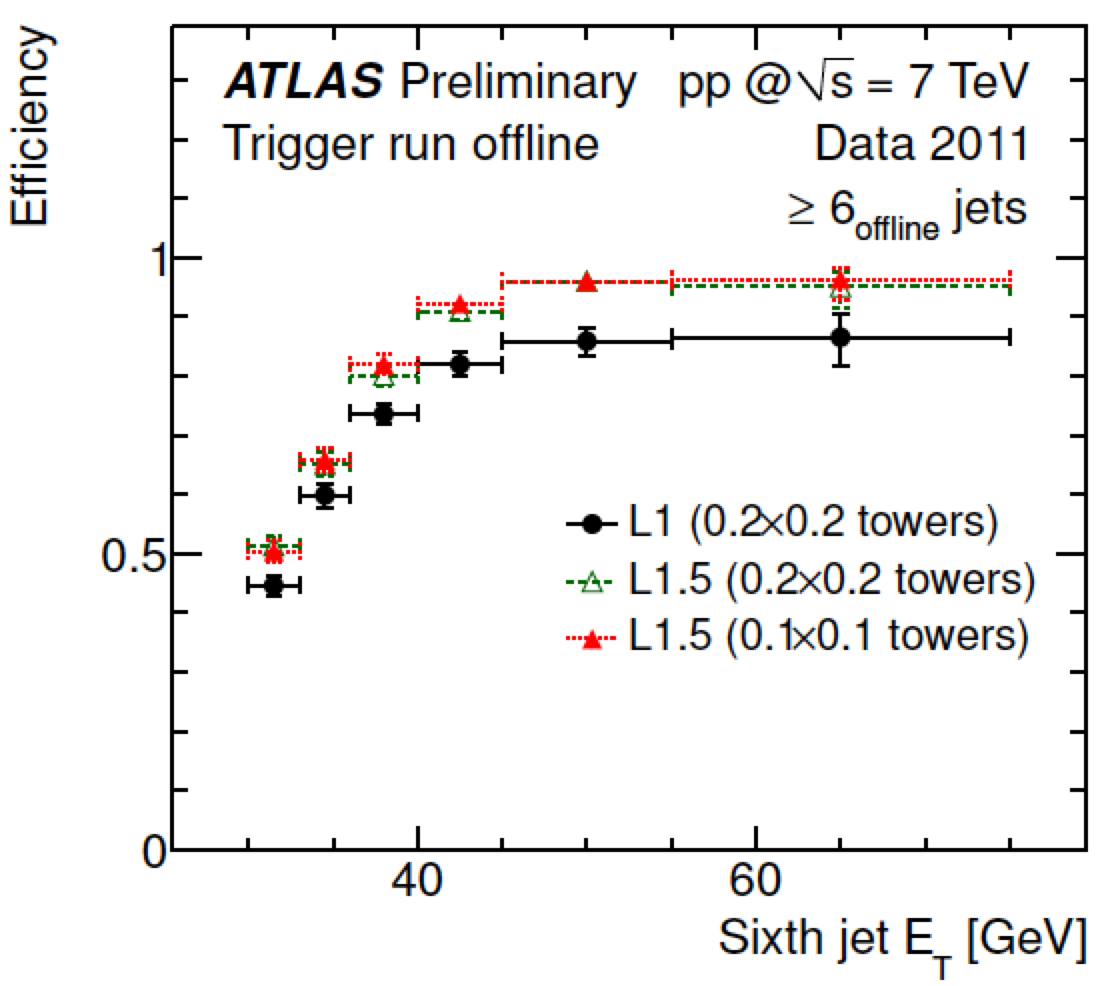 Efficiency
ATLAS Preliminary pp @√s = 7 TeV
Trigger run offline Data 2011
≥ 6offline jets
1
0.5
0
L1 (0.2×0.2 towers)
L1.5 (0.2×0.2 towers)
L1.5 (0.1×0.1 towers)
40 60
Sixth jet ET [GeV]